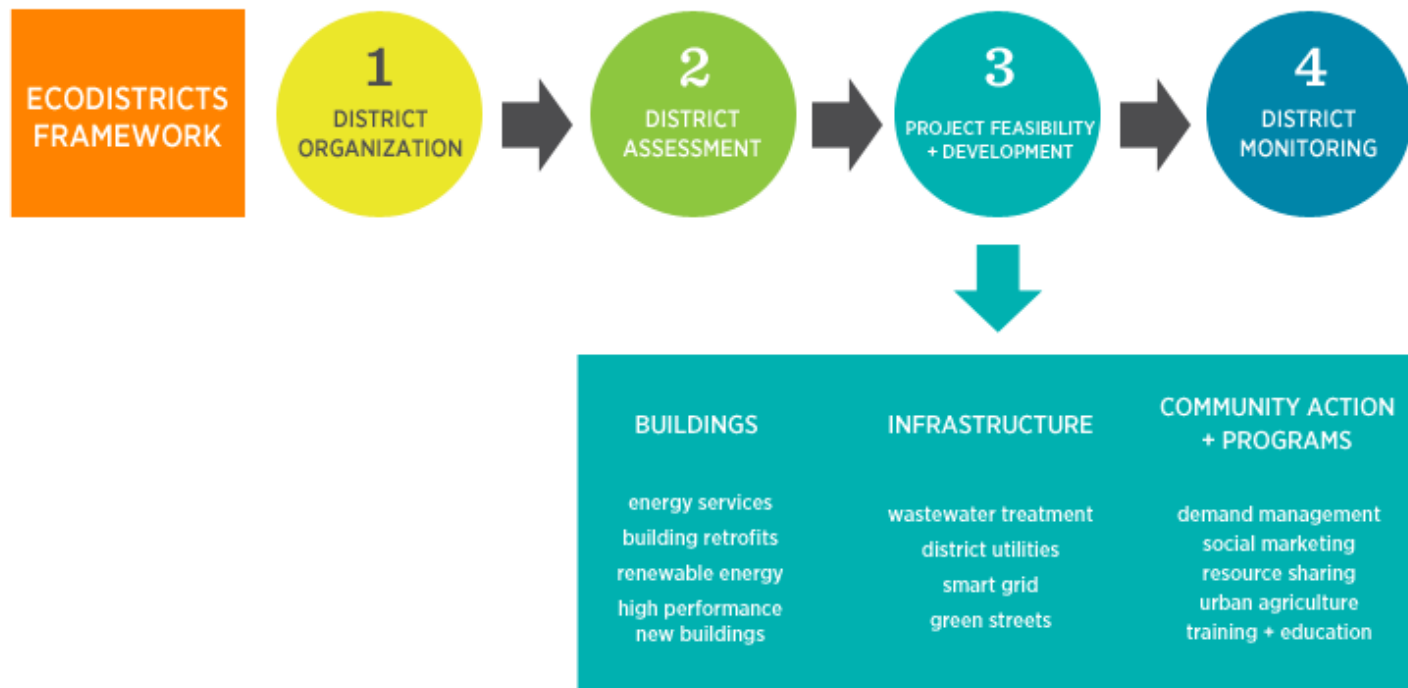 ECODISTRICTS
FRAMEWORK
1
DISTRICT
ORGANIZATION
2
DISTRICT
ASSESSMENT
3
PROJECT FEASIBILITY
+ DEVELOPMENT
4
DISTRICT
MONITORING
BUILDINGS
energy services
building retrofits
renewable energy
high performance
new buildings
INFRASTRUCTURE
wastewater treatment
district utilities
smart grid
green streets
COMMUNITY ACTION
+ PROGRAMS
demand management
social marketing
resource sharing
urban agriculture
training + education